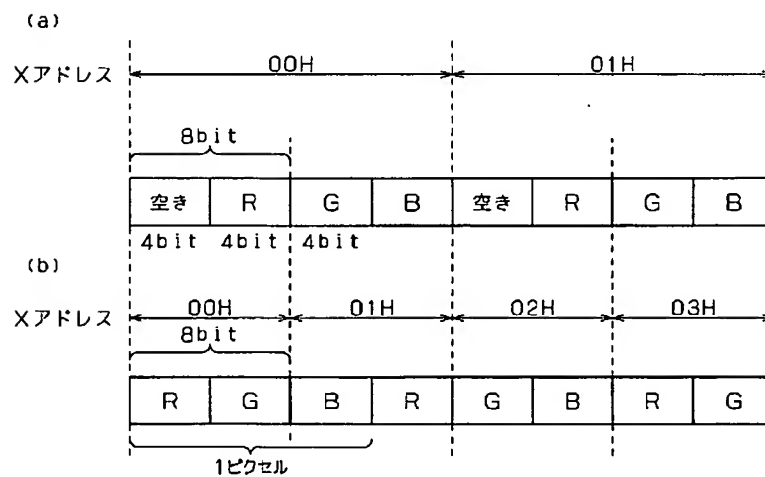 (a)
Xアドレス 00H 01H
8bit
空き R G B 空き R G B
4bit 4bit 4bit
(b)
Xアドレス 00H 01H 02H 03H
8bit
R G B R G B R G
1ピクセル